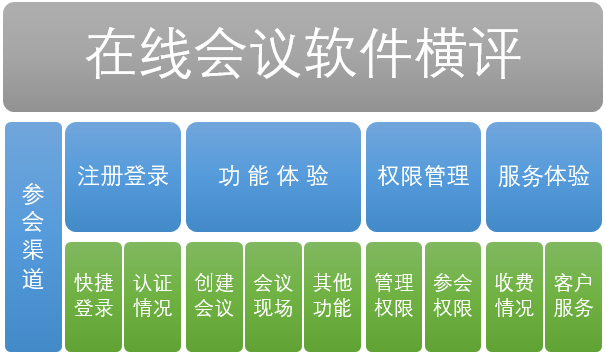 在线会议软件横评
参会渠道
注册登录
功能体验
权限管理
服务体验
快捷
登录
认证
情况
创建
会议
会议
现场
其他
功能
管理
权限
参会
权限
收费
情况
客户
服务